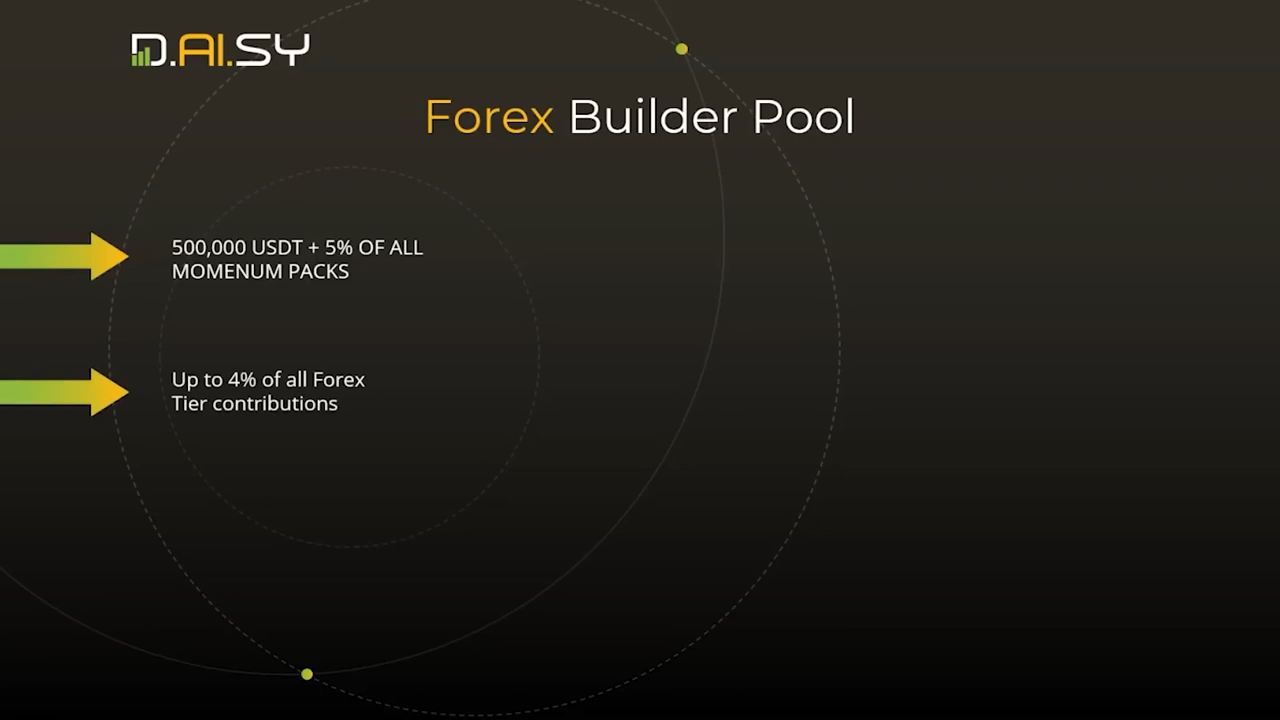 D.AI.SY
Forex Builder Pool
500,000 USDT + 5% OF ALL
MOMENUM PACKS
Up to 4% of all Forex
Tier contributions